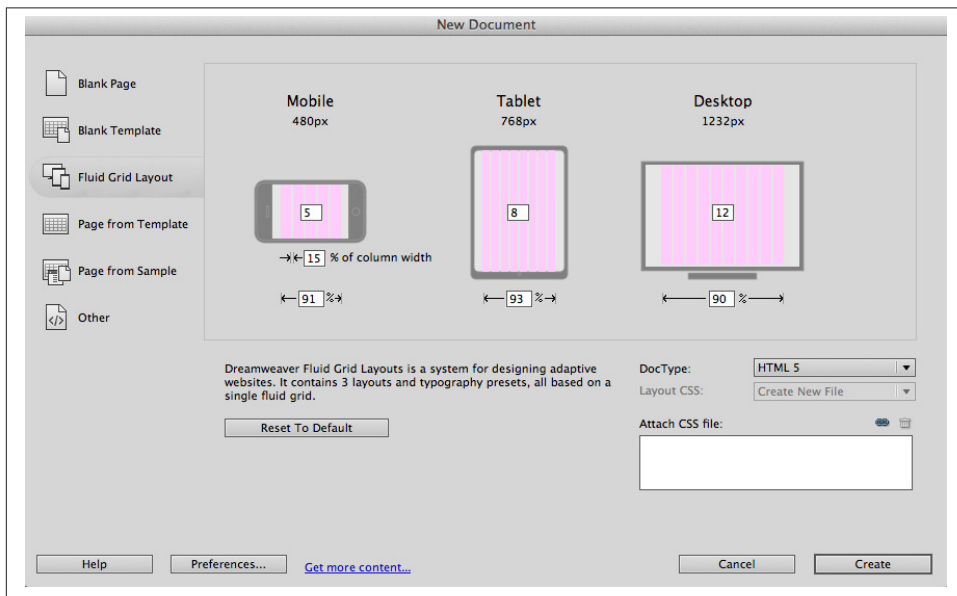 New Document
Blank Page
Blank Template
Fluid Grid Layout
Page from Template
Page from Sample
Other
Mobile
480px
5
15 % of column width
91 %
Tablet
768px
8
93 %
Desktop
1232px
12
90 %
Dreamweaver Fluid Grid Layouts is a system for designing adaptive
websites. It contains 3 layouts and typography presets, all based on a
single fluid grid.
Reset To Default
DocType: HTML 5
Layout CSS: Create New File
Attach CSS file:
Help
Preferences...
Get more content...
Cancel
Create